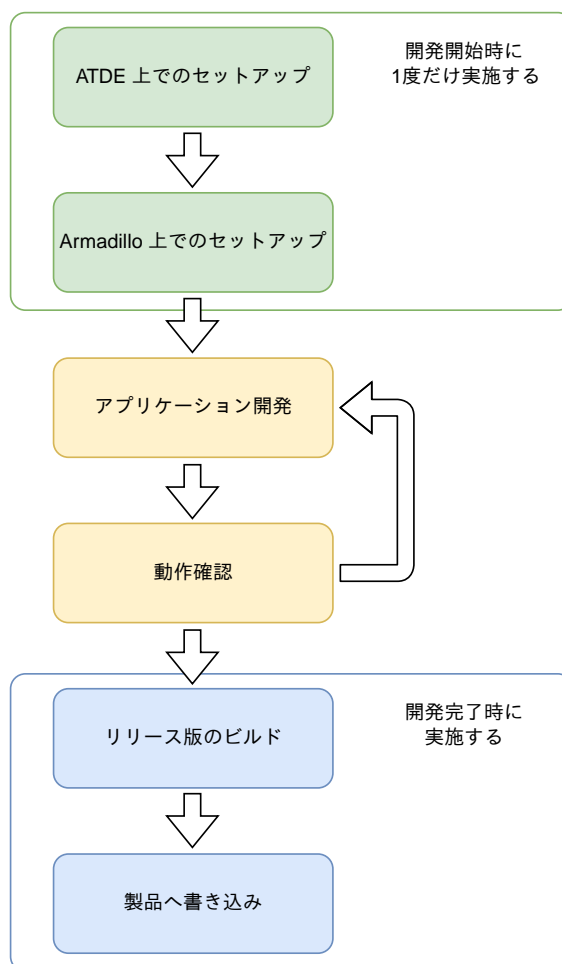 ATDE 上でのセットアップ
開発開始時に
1度だけ実施する
Armadillo 上でのセットアップ
アプリケーション開発
動作確認
リリース版のビルド
開発完了時に
実施する
製品へ書き込み